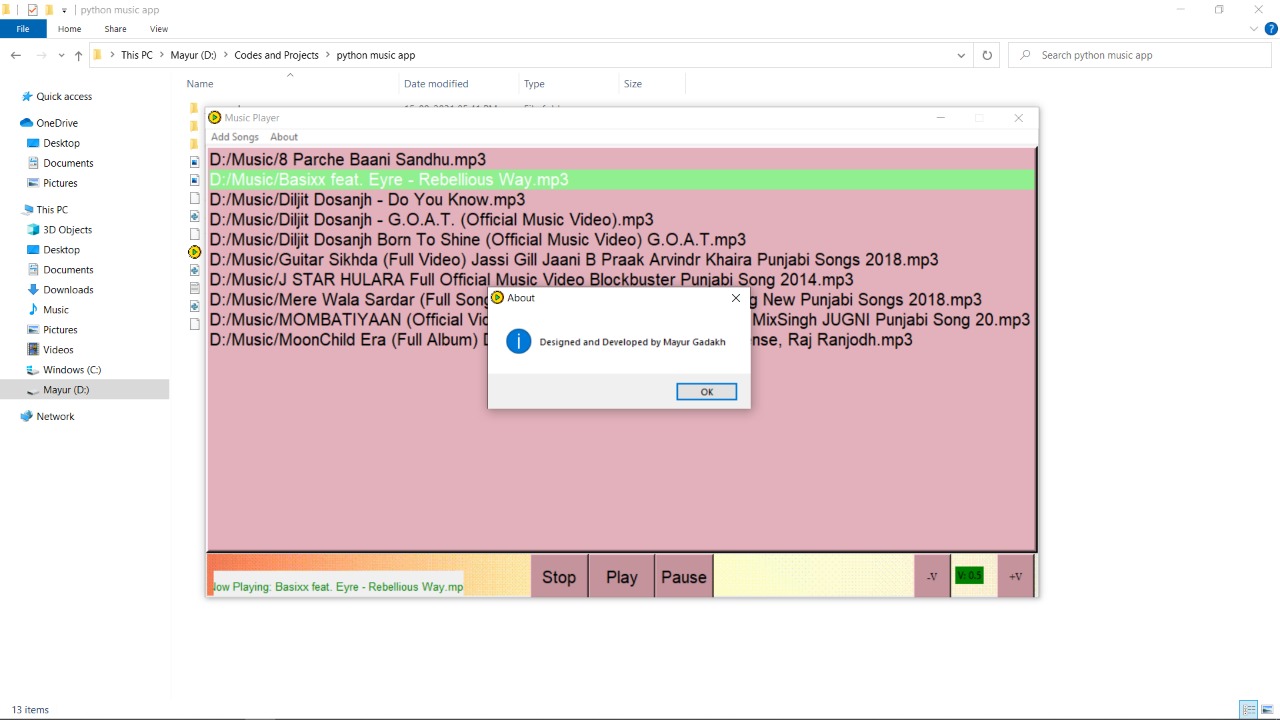 python music app
File Home Share View
This PC Mayur (D:) Codes and Projects python music app
Search python music app
Name Date modified Type Size
Quick access
OneDrive
Desktop
Documents
Pictures
This PC
3D Objects
Desktop
Documents
Downloads
Music
Pictures
Videos
Windows (C:)
Mayur (D:)
Network
Music Player
Add Songs About
D:/Music/8 Parche Baani Sandhu.mp3
D:/Music/Basixx feat. Eyre - Rebellious Way.mp3
D:/Music/Diljit Dosanjh - Do You Know.mp3
D:/Music/Diljit Dosanjh - G.O.A.T. (Official Music Video).mp3
D:/Music/Diljit Dosanjh Born To Shine (Official Music Video) G.O.A.T.mp3
D:/Music/Guitar Sikhda (Full Video) Jassi Gill Jaani B Praak Arvindr Khaira Punjabi Songs 2018.mp3
D:/Music/J STAR HULARA Full Official Music Video Blockbuster Punjabi Song 2014.mp3
D:/Music/Mere Wala Sardar (Full Song g New Punjabi Songs 2018.mp3
D:/Music/MOMBATIYAAN (Official Vid MixSingh JUGNI Punjabi Song 20.mp3
D:/Music/MoonChild Era (Full Album) nse, Raj Ranjodh.mp3
About
Designed and Developed by Mayur Gadakh
OK
Now Playing: Basixx feat. Eyre - Rebellious Way.mp
Stop Play Pause
-V V: 0.5 +V
13 items